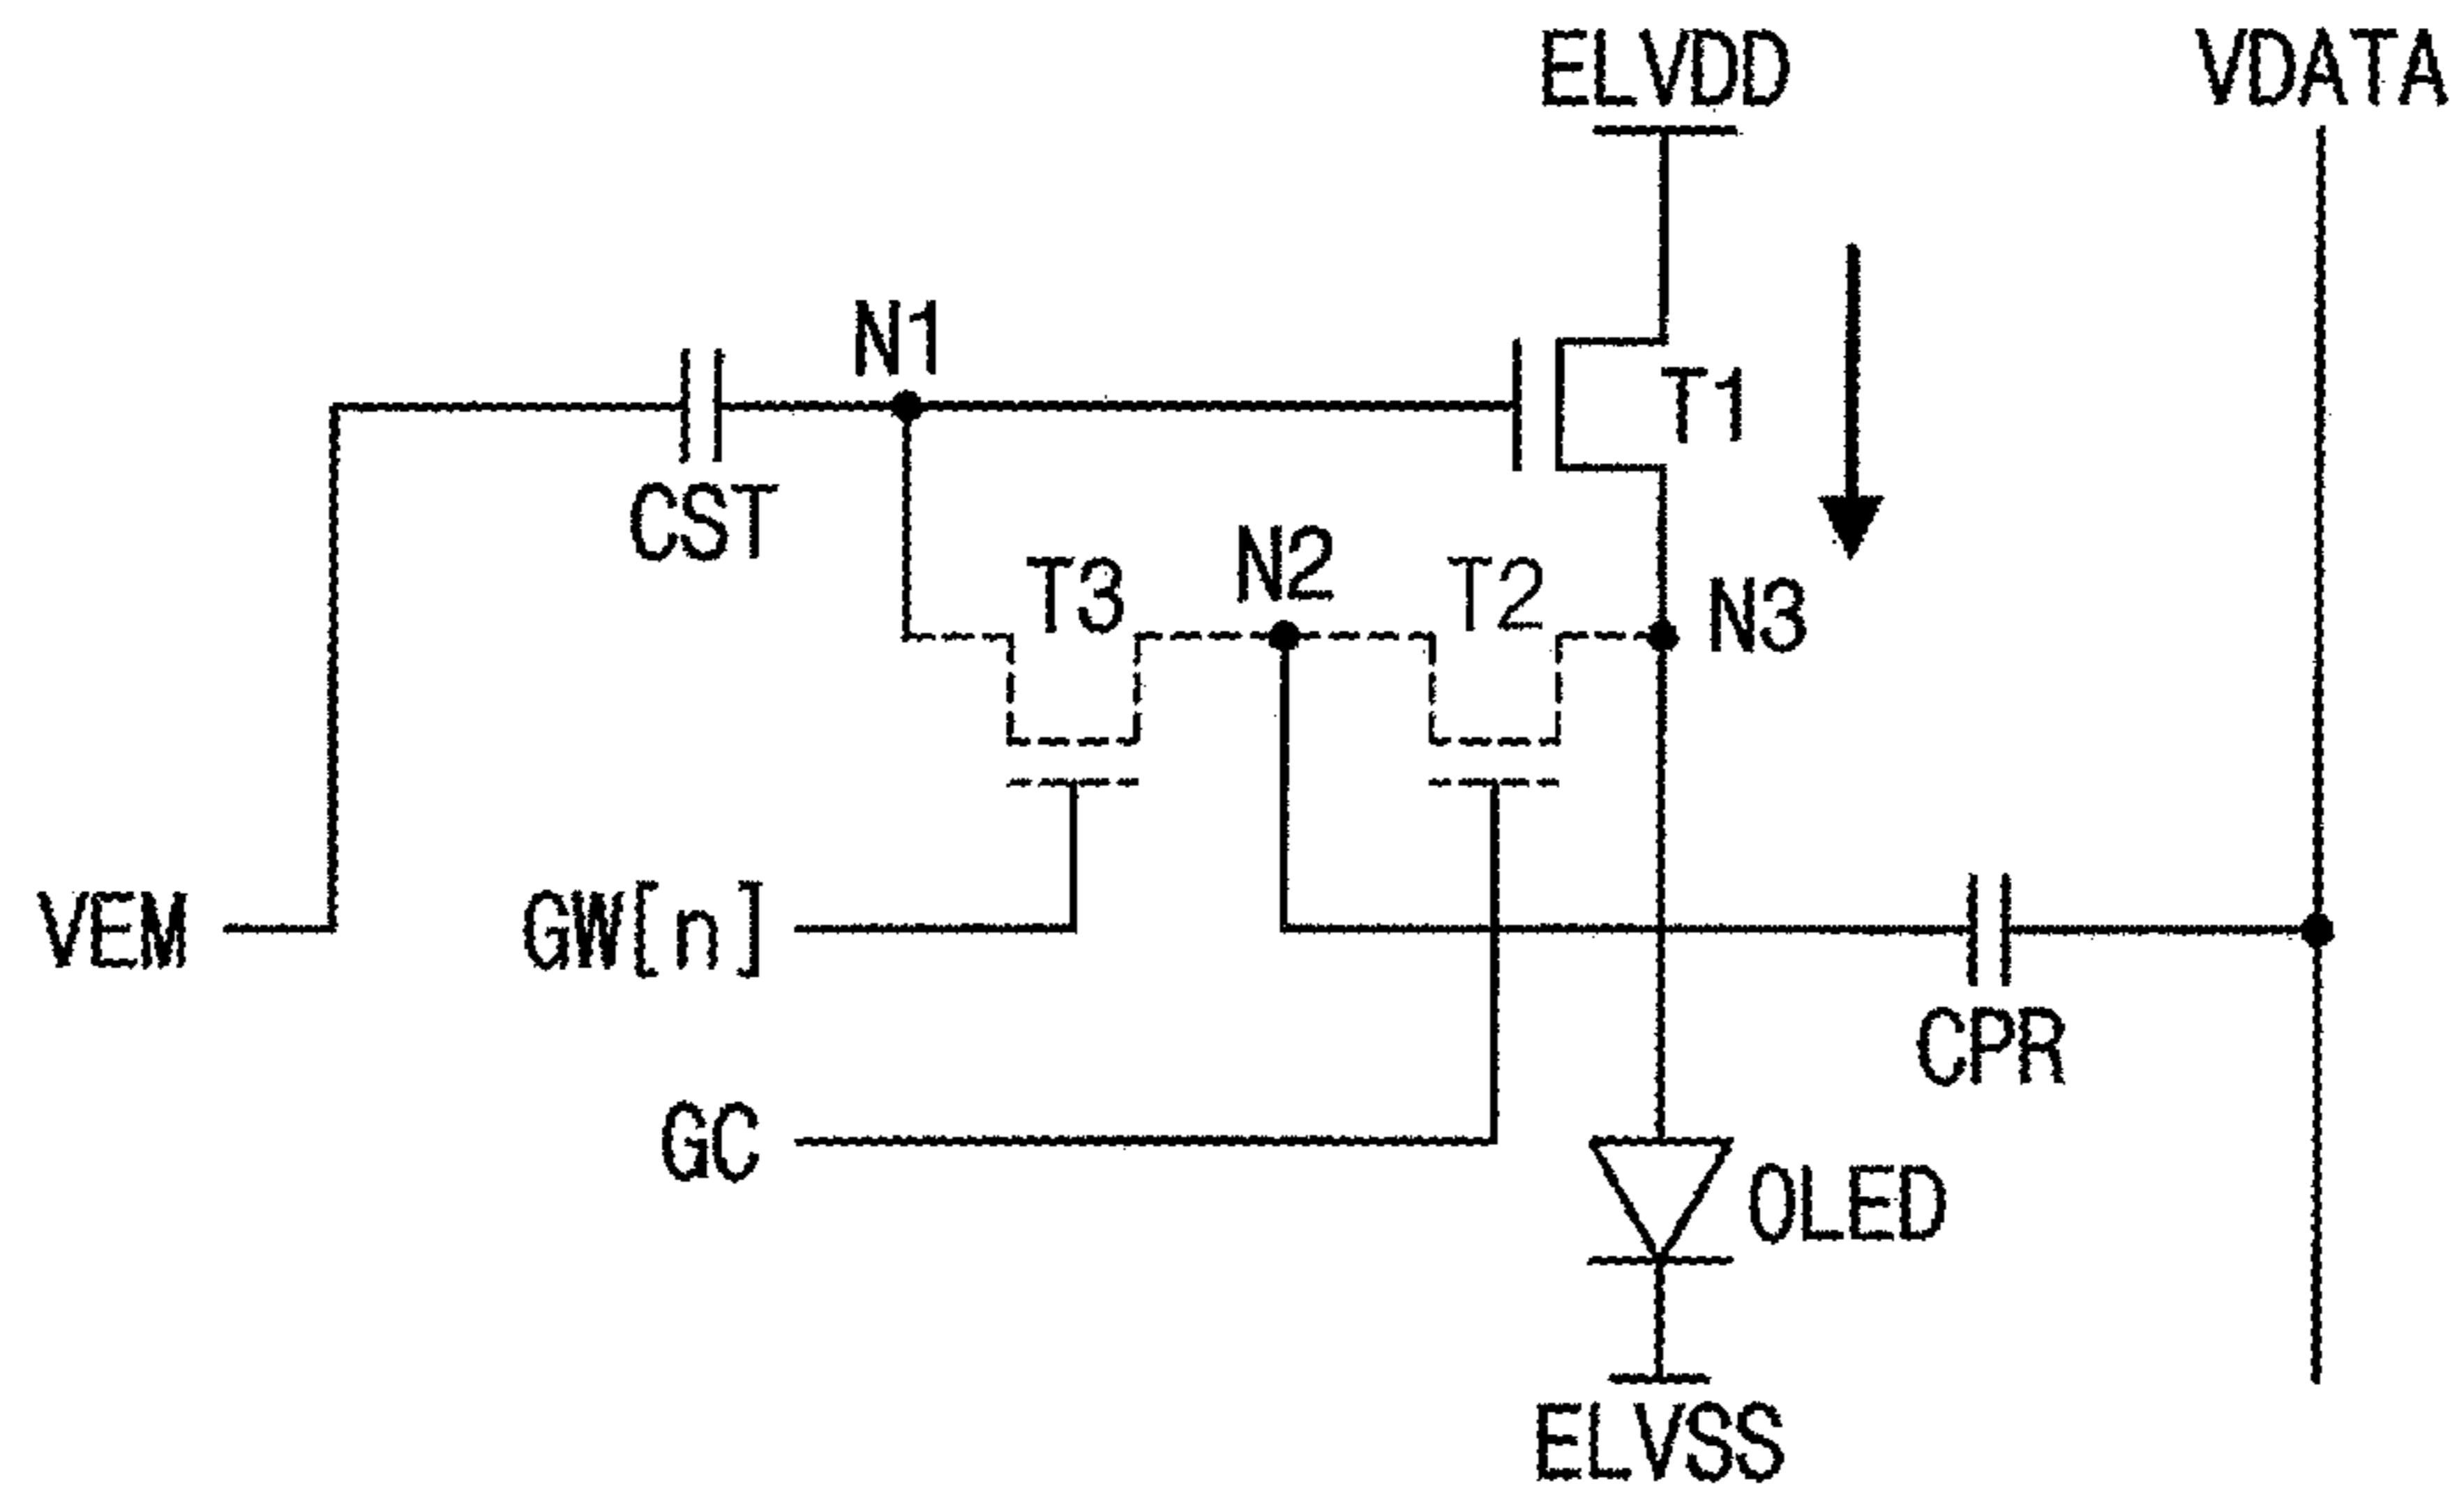 ELVDD
VDATA
N1
T1
CST
T3
N2
T2
N3
VEM
GW[n]
CPR
GC
OLED
ELVSS